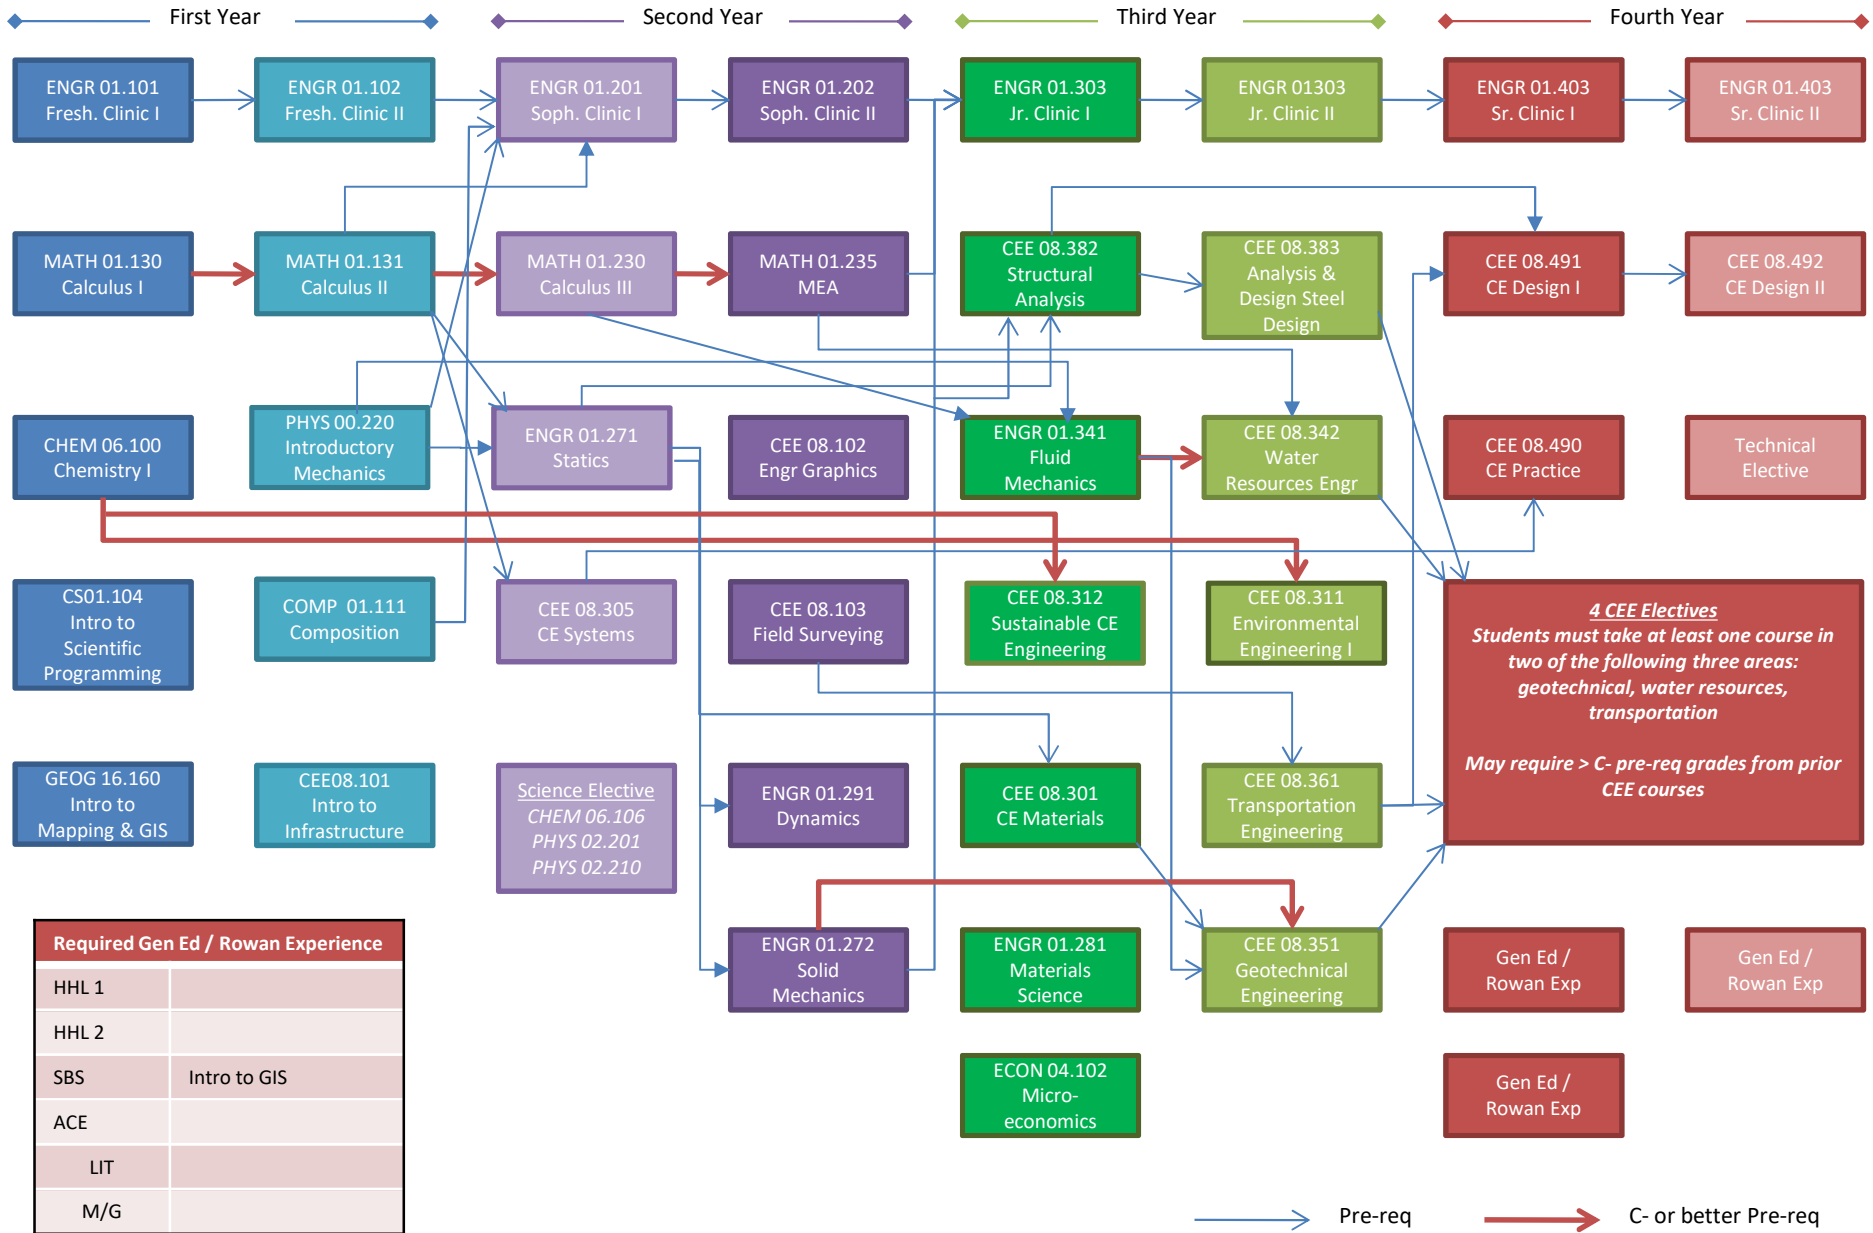 First Year
Second Year
Third Year
Fourth Year
ENGR 01.101
Fresh. Clinic I
ENGR 01.102
Fresh. Clinic II
ENGR 01.201
Soph. Clinic I
ENGR 01.202
Soph. Clinic II
ENGR 01.303
Jr. Clinic I
ENGR 01303
Jr. Clinic II
ENGR 01.403
Sr. Clinic I
ENGR 01.403
Sr. Clinic II
MATH 01.130
Calculus I
MATH 01.131
Calculus II
MATH 01.230
Calculus III
MATH 01.235
MEA
CEE 08.382
Structural
Analysis
CEE 08.383
Analysis &
Design Steel
Design
CEE 08.491
CE Design I
CEE 08.492
CE Design II
CHEM 06.100
Chemistry I
PHYS 00.220
Introductory
Mechanics
ENGR 01.271
Statics
CEE 08.102
Engr Graphics
ENGR 01.341
Fluid
Mechanics
CEE 08.342
Water
Resources Engr
CEE 08.490
CE Practice
Technical
Elective
CS01.104
Intro to
Scientific
Programming
COMP  01.111
Composition
CEE 08.305
CE Systems
CEE 08.103
Field Surveying
CEE 08.312
Sustainable CE
Engineering
CEE 08.311
Environmental
Engineering I
4 CEE Electives
Students must take at least one course in
two of the following three areas:
geotechnical, water resources,
transportation
May require > C- pre-req grades from prior
CEE courses
GEOG 16.160
Intro to
Mapping & GIS
CEE08.101
Intro to
Infrastructure
Science Elective
CHEM 06.106
PHYS 02.201
PHYS 02.210
ENGR 01.291
Dynamics
CEE 08.301
CE Materials
CEE 08.361
Transportation
Engineering
ENGR 01.272
Solid
Mechanics
ENGR 01.281
Materials
Science
CEE 08.351
Geotechnical
Engineering
Gen Ed /
Rowan Exp
Gen Ed /
Rowan Exp
ECON 04.102
Micro-
economics
Gen Ed /
Rowan Exp
Required Gen Ed / Rowan Experience
HHL 1
HHL 2
SBS Intro to GIS
ACE
LIT
M/G
Pre-req
C- or better Pre-req